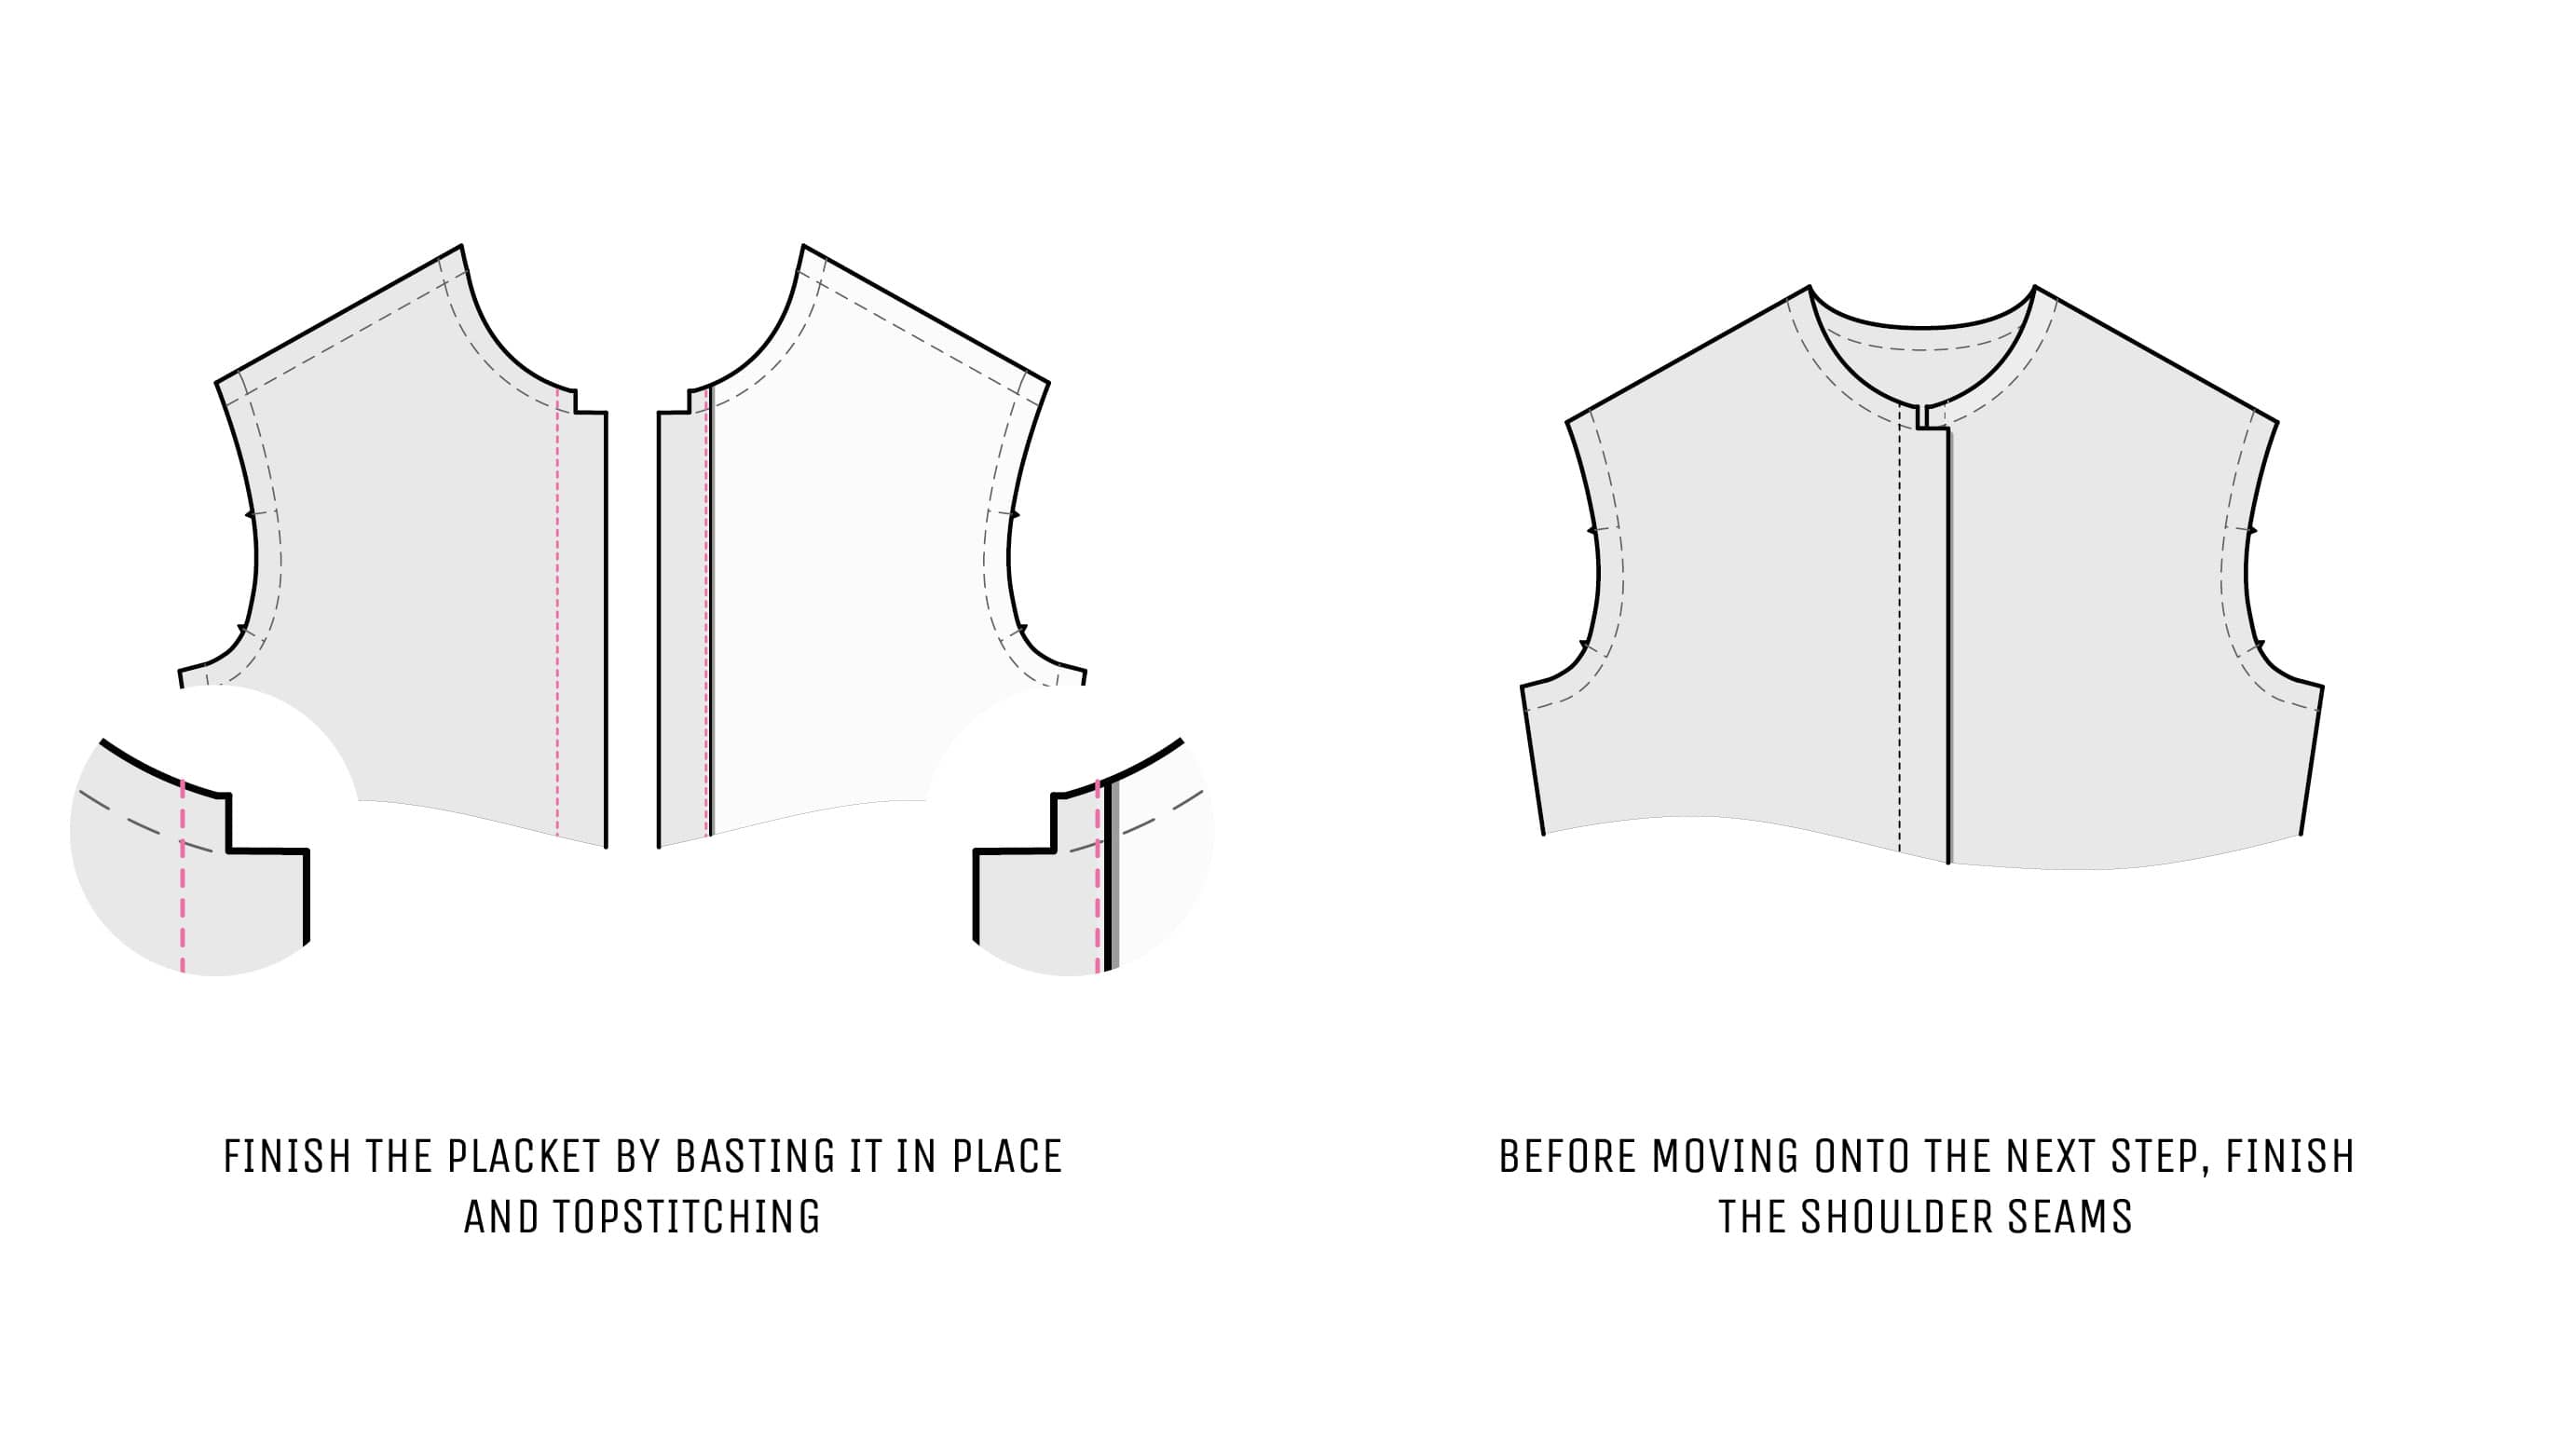 FINISH THE PLACKET BY BASTING IT IN PLACE
AND TOPSTITCHING
BEFORE MOVING ONTO THE NEXT STEP, FINISH
THE SHOULDER SEAMS